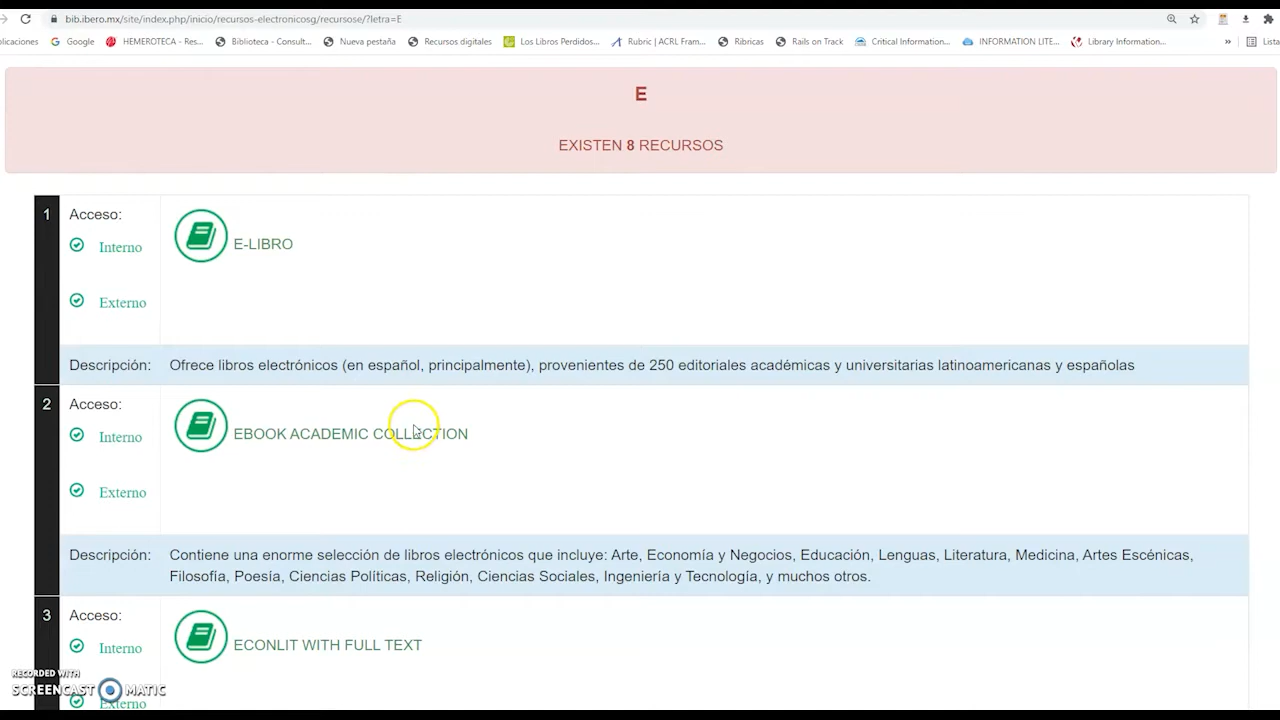 bib.ibero.mx/site/index.php/inicio/recursos-electronicosg/recursose/?letra=E
plicaciones Google HEMEROTECA - Res... Biblioteca - Consult... Nueva pestaña Recursos digitales Los Libros Perdidos... Rubric | ACRL Fram... Rúbricas Rails on Track Critical Information... INFORMATION LITE... Library Information... » Lista
E
EXISTEN 8 RECURSOS
1 Acceso:
Interno E-LIBRO
Externo
Descripción: Ofrece libros electrónicos (en español, principalmente), provenientes de 250 editoriales académicas y universitarias latinoamericanas y españolas
2 Acceso:
Interno EBOOK ACADEMIC COLLECTION
Externo
Descripción: Contiene una enorme selección de libros electrónicos que incluye: Arte, Economía y Negocios, Educación, Lenguas, Literatura, Medicina, Artes Escénicas,
Filosofía, Poesía, Ciencias Políticas, Religión, Ciencias Sociales, Ingeniería y Tecnología, y muchos otros.
3 Acceso:
Interno ECONLIT WITH FULL TEXT
RECORDED WITH
SCREENCAST MATIC
Externo